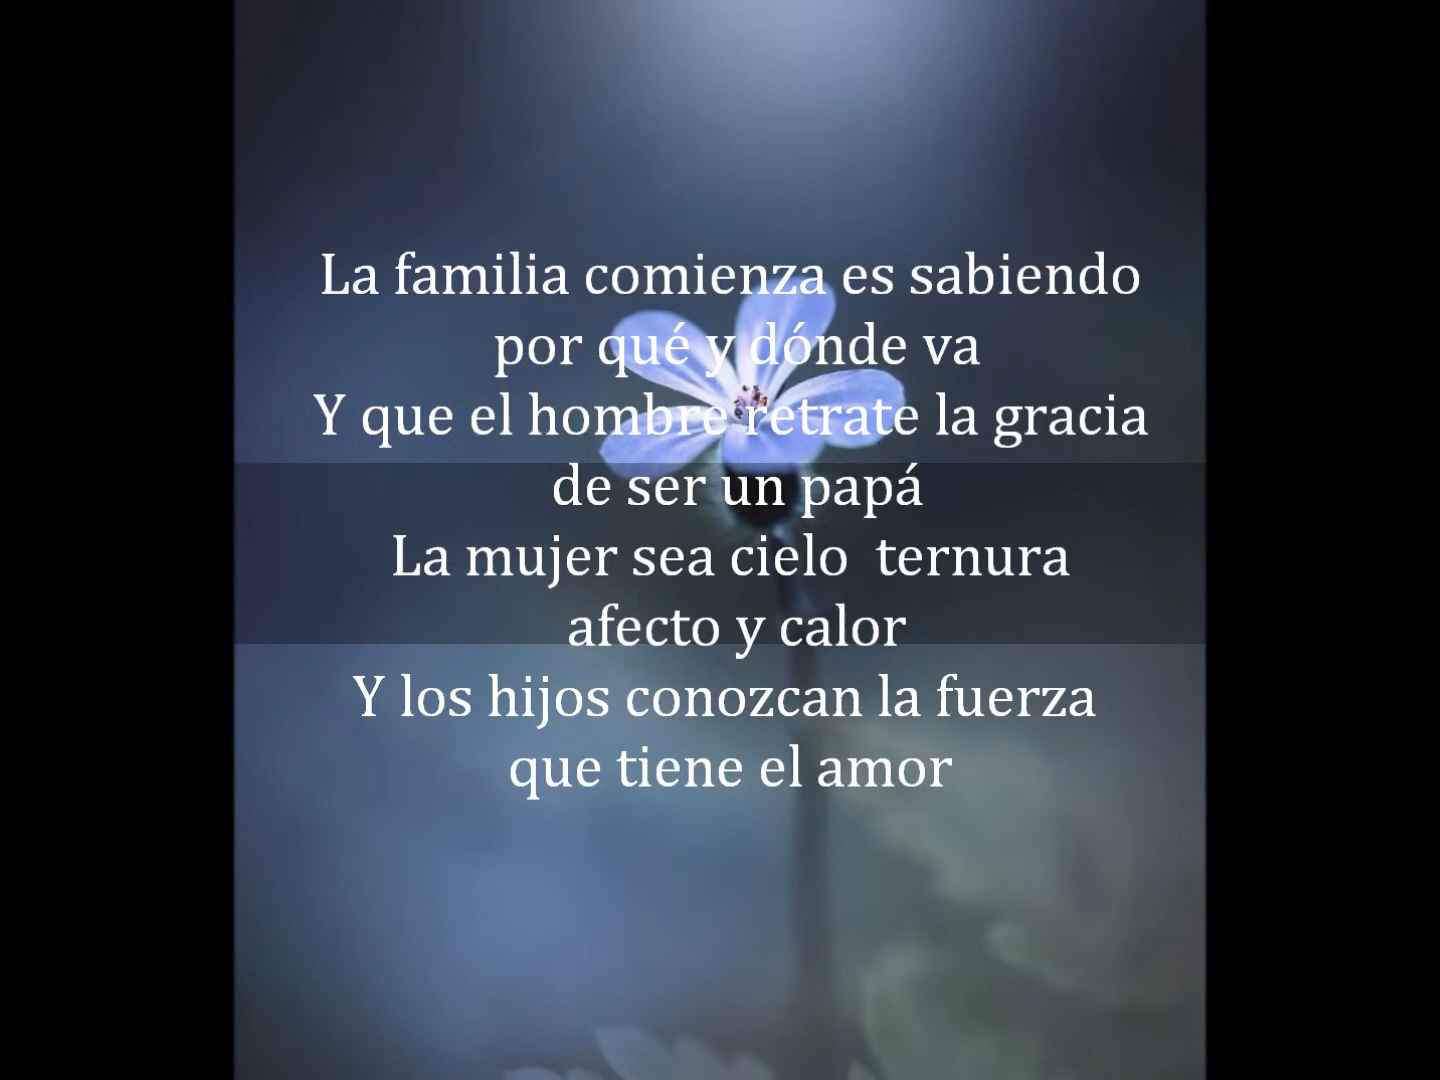 La familia comienza es sabiendo
por qué y dónde va
Y que el hombre retrate la gracia
de ser un papá
La mujer sea cielo  ternura
afecto y calor
Y los hijos conozcan la fuerza
que tiene el amor